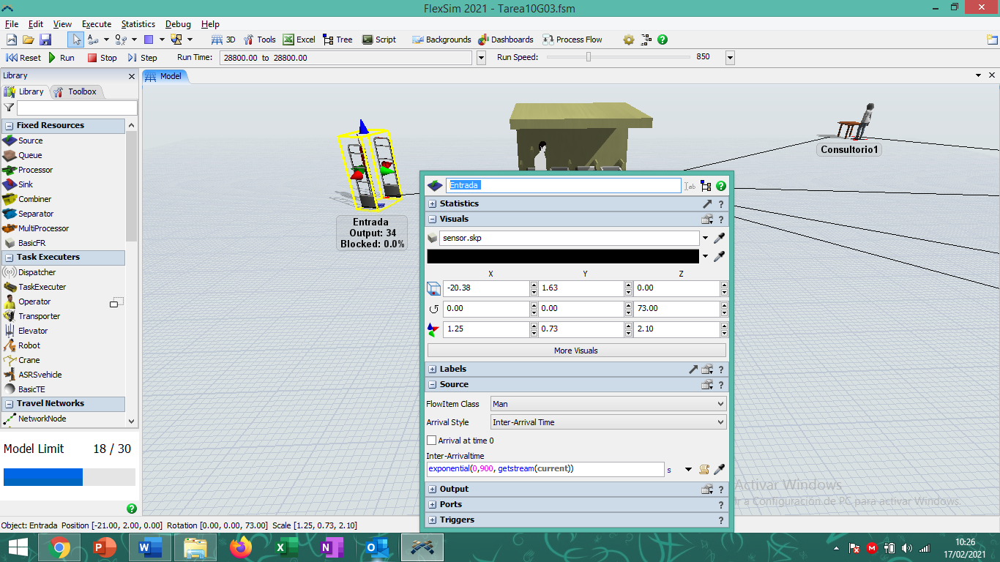 FlexSim 2021 - Tarea10G03.fsm
File Edit View Execute Statistics Debug Help
3D Tools Excel Tree Script Backgrounds Dashboards Process Flow
Reset Run Stop Step Run Time: 28800.00 to 28800.00 Run Speed: 850
Library
Library Toolbox
Model
Fixed Resources
Source
Queue
Processor
Sink
Combiner
Separator
MultiProcessor
BasicFR
Task Executers
Dispatcher
TaskExecuter
Operator
Transporter
Elevator
Robot
Crane
ASRSvehicle
BasicTE
Travel Networks
NetworkNode
Model Limit 18 / 30
Entrada
Output: 34
Blocked: 0.0%
Consultorio1
Entrada
Statistics
Visuals
sensor.skp
X Y Z
-20.38 1.63 0.00
0.00 0.00 73.00
1.25 0.73 2.10
More Visuals
Labels
Source
FlowItem Class Man
Arrival Style Inter-Arrival Time
Arrival at time 0
Inter-Arrivaltime
exponential(0,900, getstream(current)) s
Output
Ports
Triggers
Activar Windows
Ir a Configuración de PC para activar Windows.
Object: Entrada Position [-21.00, 2.00, 0.00] Rotation [0.00, 0.00, 73.00] Scale [1.25, 0.73, 2.10]
10:26
17/02/2021